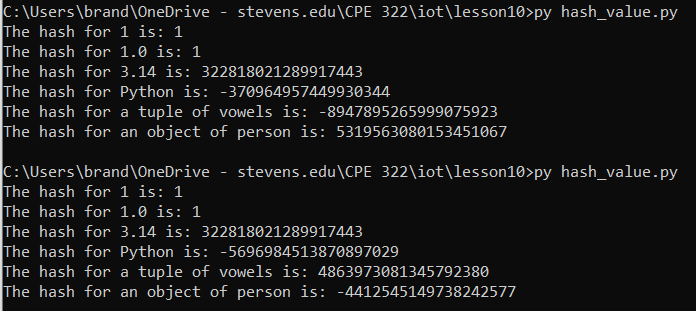 C:\Users\brand\OneDrive - stevens.edu\CPE 322\iot\lesson10>py hash_value.py
The hash for 1 is: 1
The hash for 1.0 is: 1
The hash for 3.14 is: 322818021289917443
The hash for Python is: -370964957449930344
The hash for a tuple of vowels is: -8947895265999075923
The hash for an object of person is: 5319563080153451067
C:\Users\brand\OneDrive - stevens.edu\CPE 322\iot\lesson10>py hash_value.py
The hash for 1 is: 1
The hash for 1.0 is: 1
The hash for 3.14 is: 322818021289917443
The hash for Python is: -5696984513870897029
The hash for a tuple of vowels is: 4863973081345792380
The hash for an object of person is: -4412545149738242577